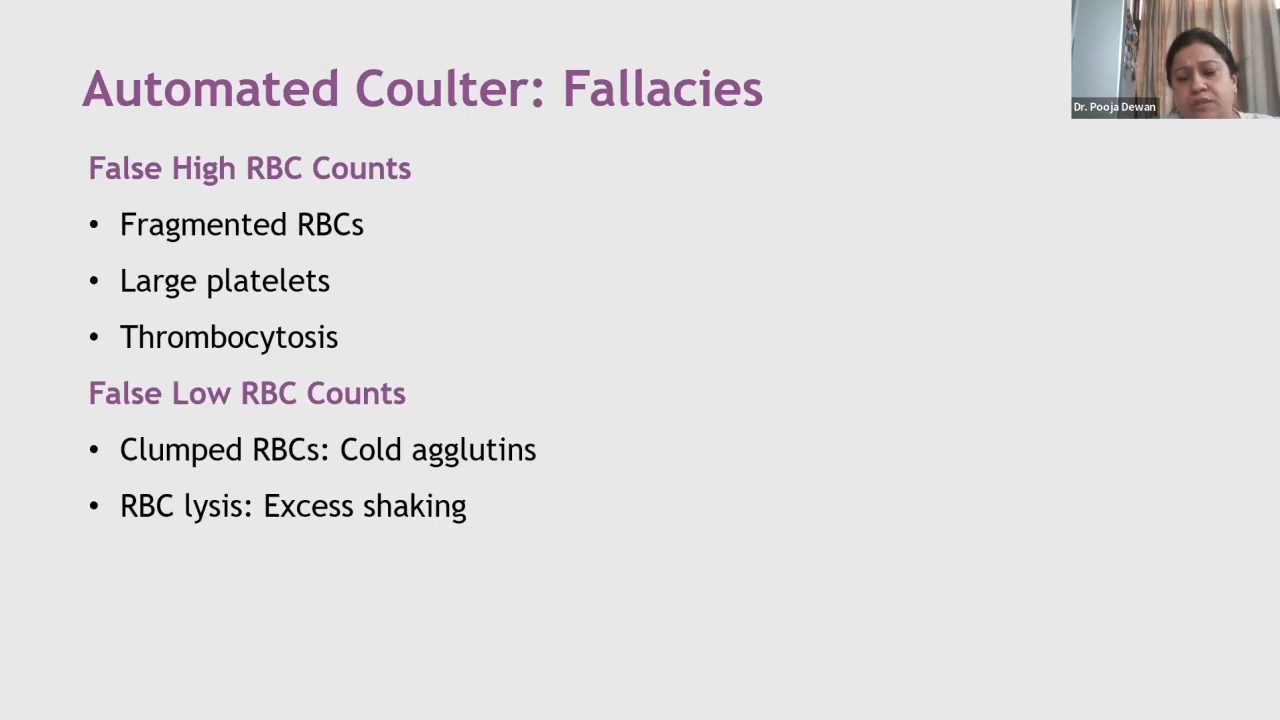 Automated Coulter: Fallacies
Dr. Pooja Dewan
False High RBC Counts
• Fragmented RBCs
• Large platelets
• Thrombocytosis
False Low RBC Counts
• Clumped RBCs: Cold agglutins
• RBC lysis: Excess shaking